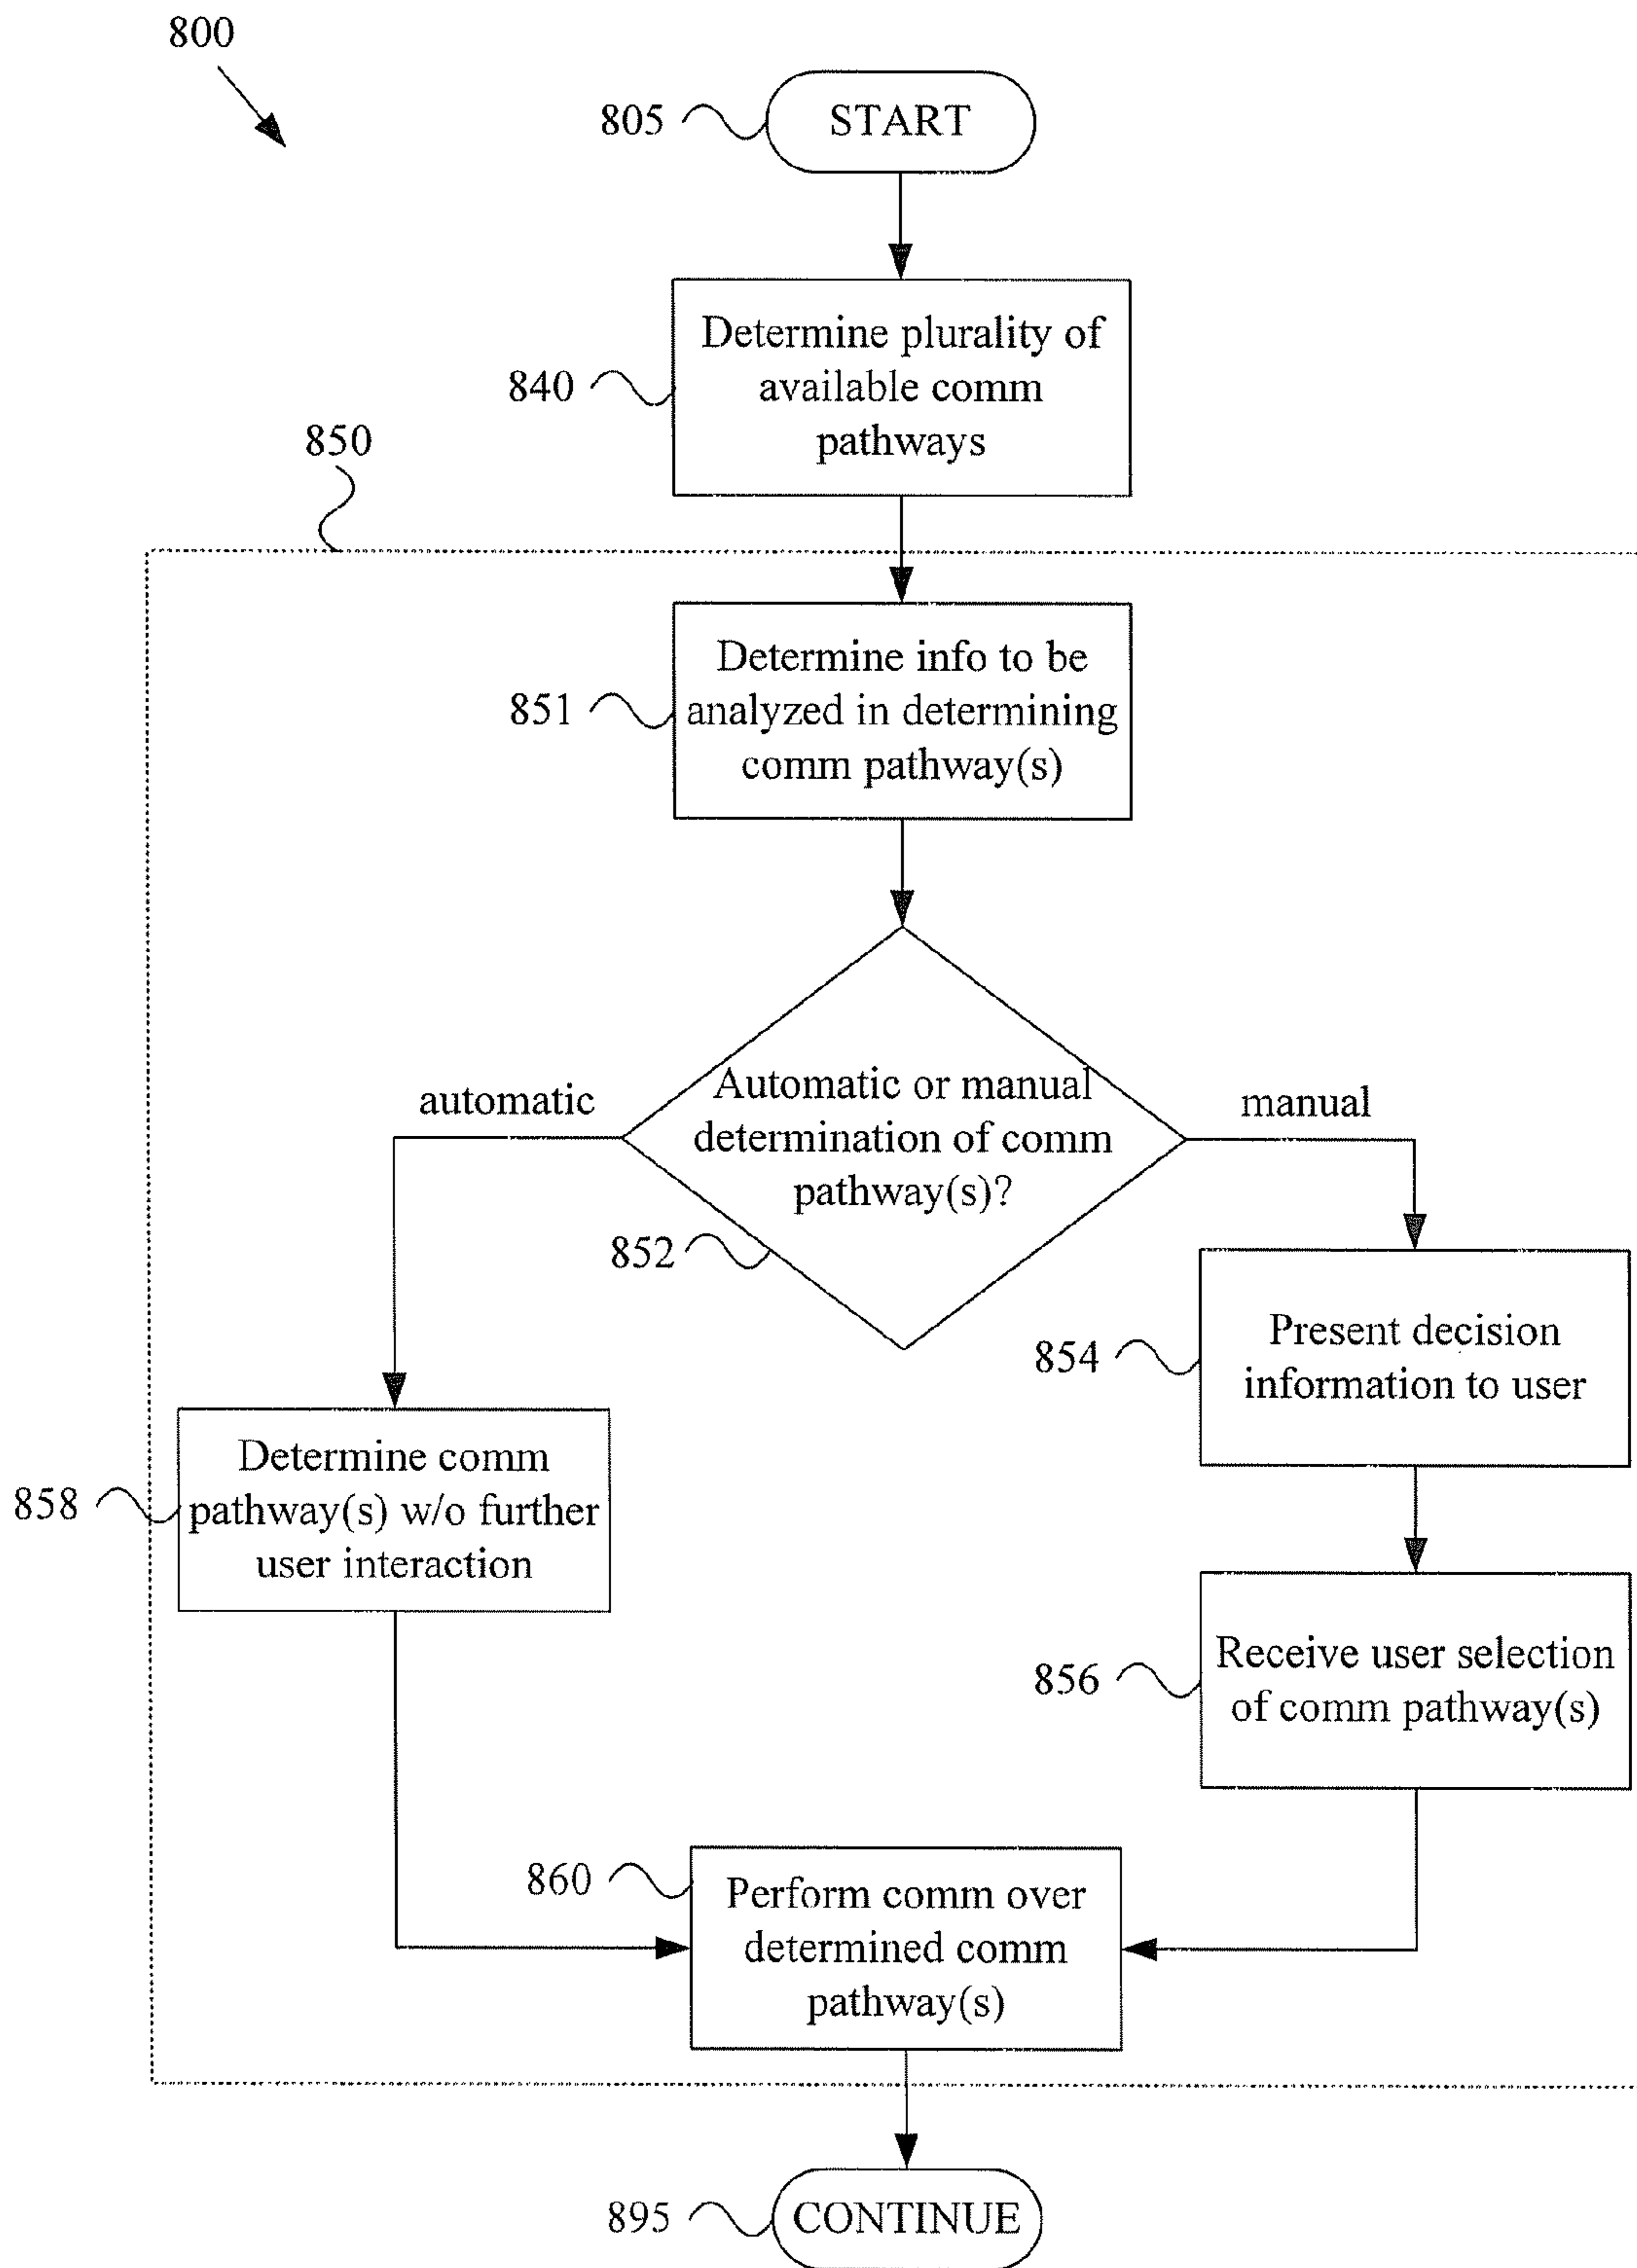 800
805
START
840
Determine plurality of
available comm
pathways
850
851
Determine info to be
analyzed in determining
comm pathway(s)
automatic
Automatic or manual
determination of comm
pathway(s)?
manual
852
854
Present decision
information to user
858
Determine comm
pathway(s) w/o further
user interaction
856
Receive user selection
of comm pathway(s)
860
Perform comm over
determined comm
pathway(s)
895
CONTINUE